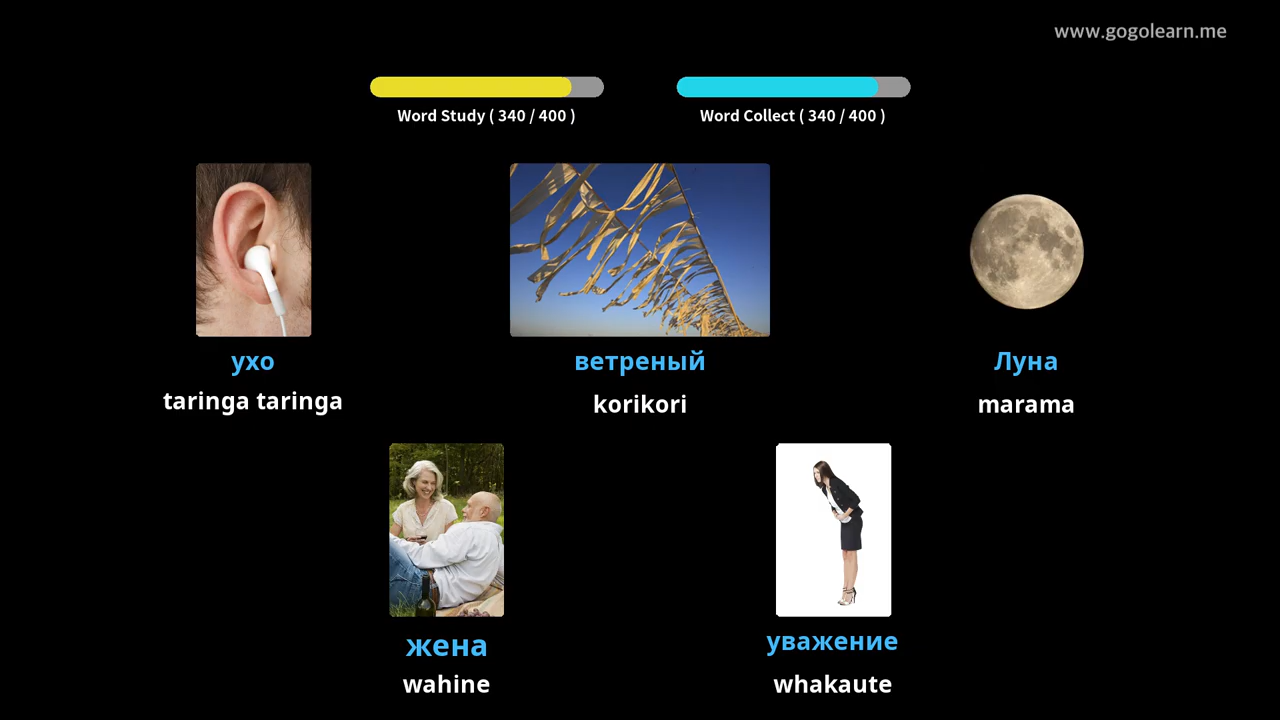 www.gogolearn.me
Word Study ( 340 / 400 )
Word Collect ( 340 / 400 )
ухо
ветреный
Луна
taringa taringa
korikori
marama
жена
уважение
wahine
whakaute